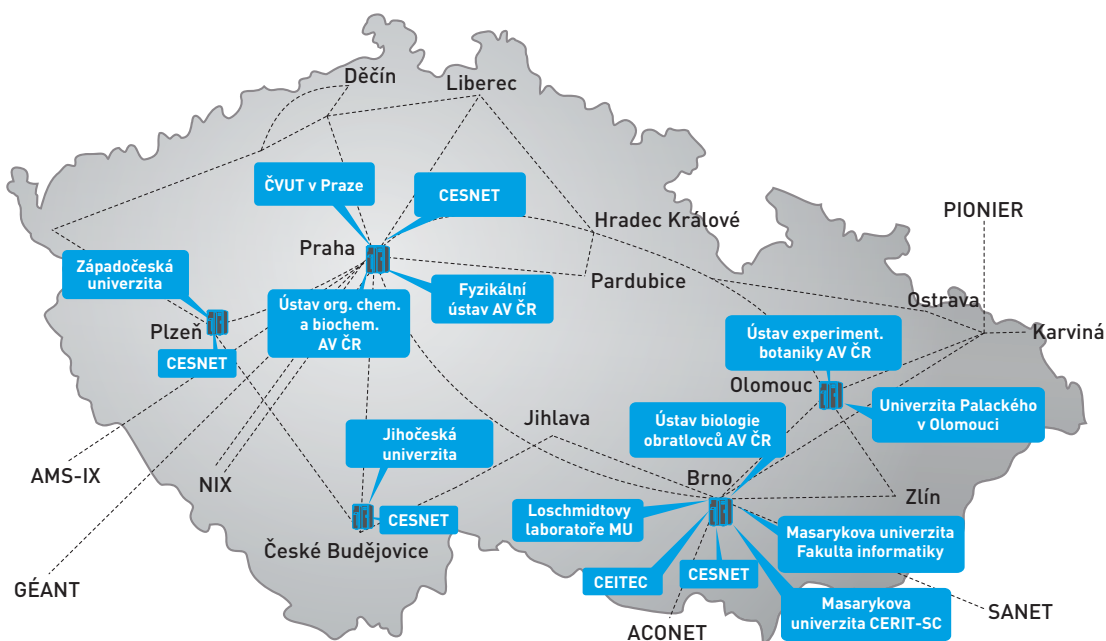 Děčín
Liberec
ČVUT v Praze
CESNET
Hradec Králové
PIONIER
Praha
Západočeská
univerzita
Fyzikální
ústav AV ČR
Pardubice
Ústav org. chem.
a biochem.
AV ČR
Ostrava
Plzeň
CESNET
Karviná
Ústav experiment.
botaniky AV ČR
Olomouc
Univerzita Palackého
v Olomouci
Jihlava
Ústav biologie
obratlovců AV ČR
Jihočeská
univerzita
AMS-IX
NIX
Brno
Zlín
Loschmidtovy
laboratoře MU
CESNET
Masarykova univerzita
Fakulta informatiky
České Budějovice
CEITEC
CESNET
GÉANT
Masarykova
univerzita CERIT-SC
SANET
ACONET